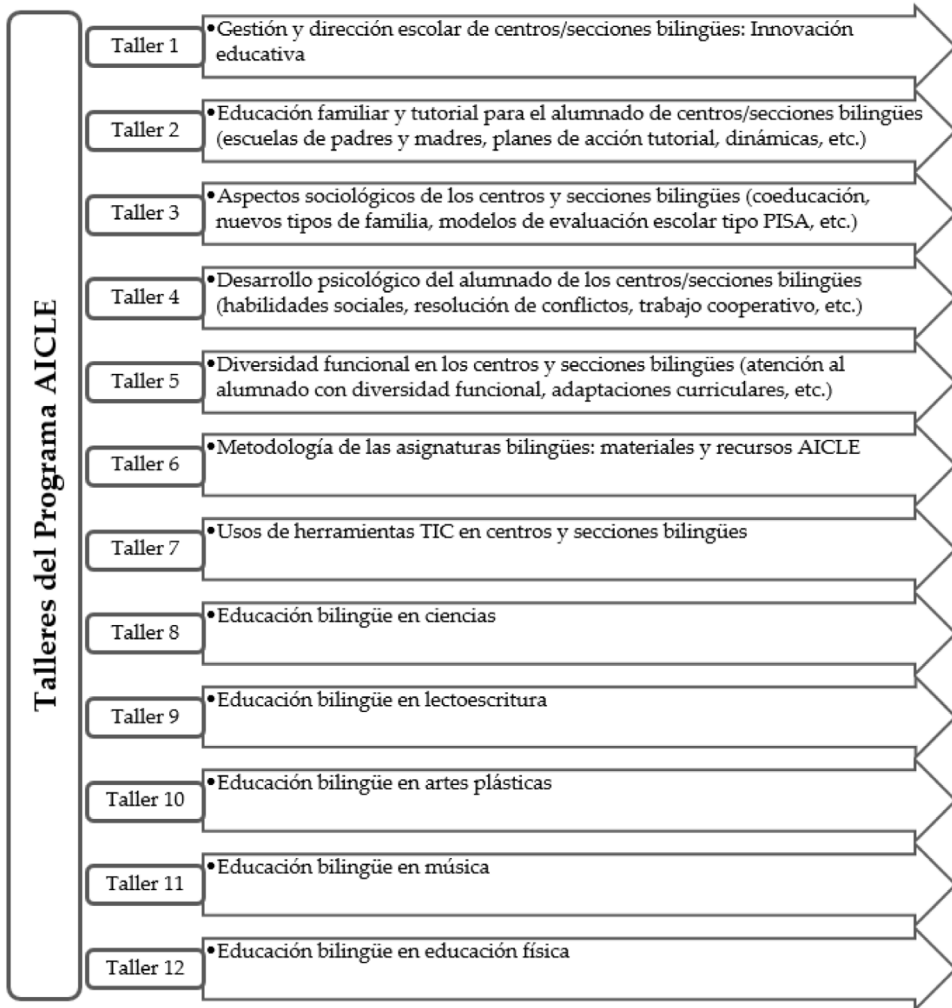 Talleres del Programa AICLE
Taller 1
•Gestión y dirección escolar de centros/secciones bilingües: Innovación
educativa
Taller 2
•Educación familiar y tutorial para el alumnado de centros/secciones bilingües
(escuelas de padres y madres, planes de acción tutorial, dinámicas, etc.)
Taller 3
•Aspectos sociológicos de los centros y secciones bilingües (coeducación,
nuevos tipos de familia, modelos de evaluación escolar tipo PISA, etc.)
Taller 4
•Desarrollo psicológico del alumnado de los centros/secciones bilingües
(habilidades sociales, resolución de conflictos, trabajo cooperativo, etc.)
Taller 5
•Diversidad funcional en los centros y secciones bilingües (atención al
alumnado con diversidad funcional, adaptaciones curriculares, etc.)
Taller 6
•Metodología de las asignaturas bilingües: materiales y recursos AICLE
Taller 7
•Usos de herramientas TIC en centros y secciones bilingües
Taller 8
•Educación bilingüe en ciencias
Taller 9
•Educación bilingüe en lectoescritura
Taller 10
•Educación bilingüe en artes plásticas
Taller 11
•Educación bilingüe en música
Taller 12
•Educación bilingüe en educación física